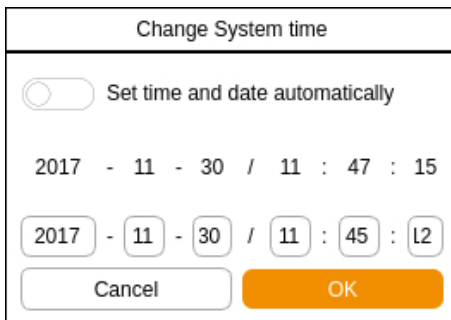 Change System time
Set time and date automatically
2017 - 11 - 30 / 11 : 47 : 15
2017 - 11 - 30 / 11 : 45 : 12
Cancel OK